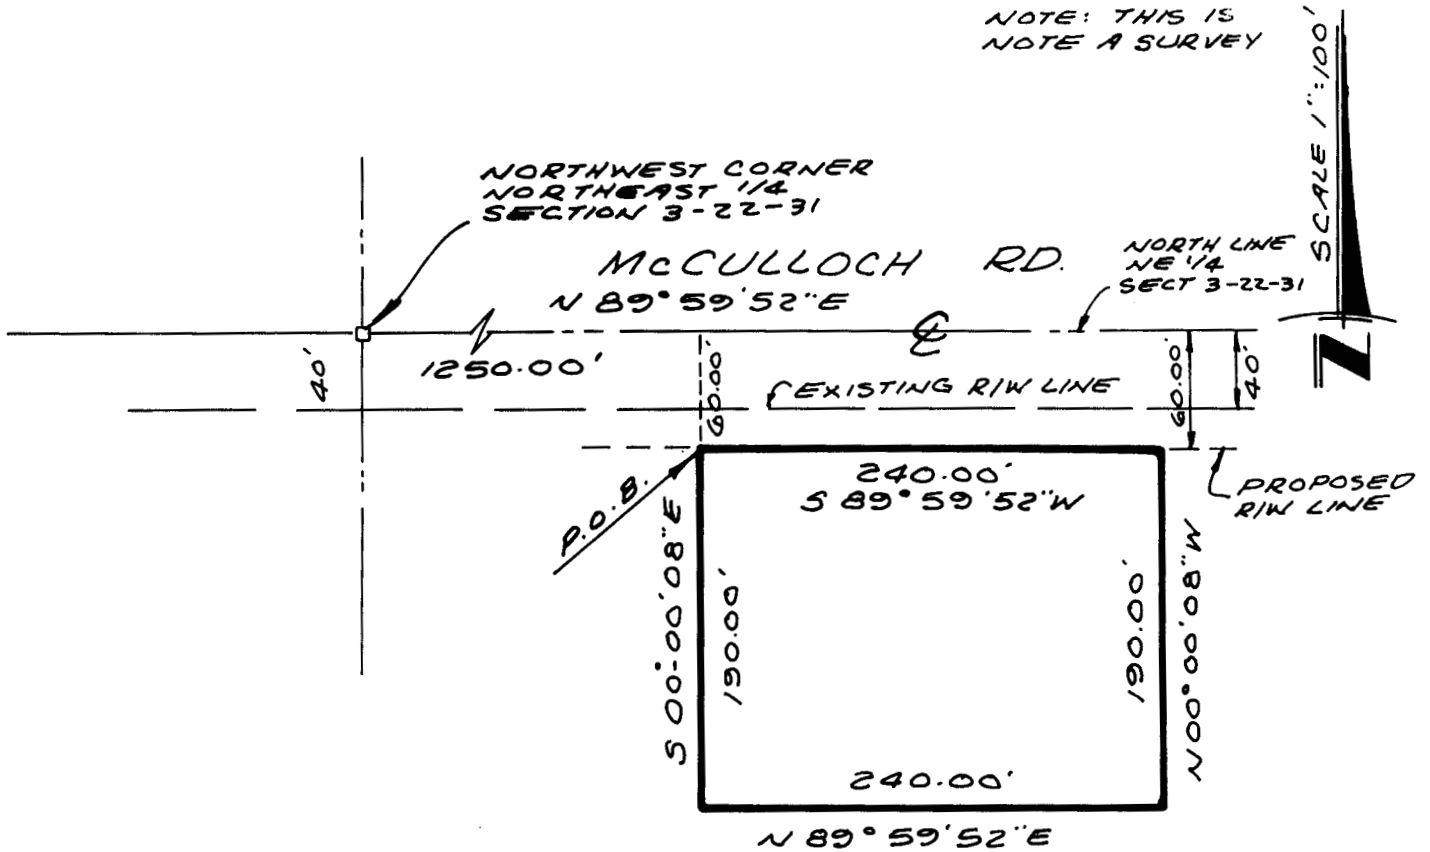 NOTE: THIS IS
NOTE A SURVEY
SCALE 1":100'
NORTHWEST CORNER
NORTHEAST 1/4
SECTION 3-22-31
McCULLOCH RD.
N 89°59'52"E
NORTH LINE
NE 1/4
SECT 3-22-31
℄
1250.00'
40'
60.00'
EXISTING R/W LINE
60.00'
40'
240.00'
S 89°59'52"W
PROPOSED
R/W LINE
P.O.B.
S 00°-00'08"E
190.00'
190.00'
N00°00'08"W
240.00'
N 89°59'52"E
N